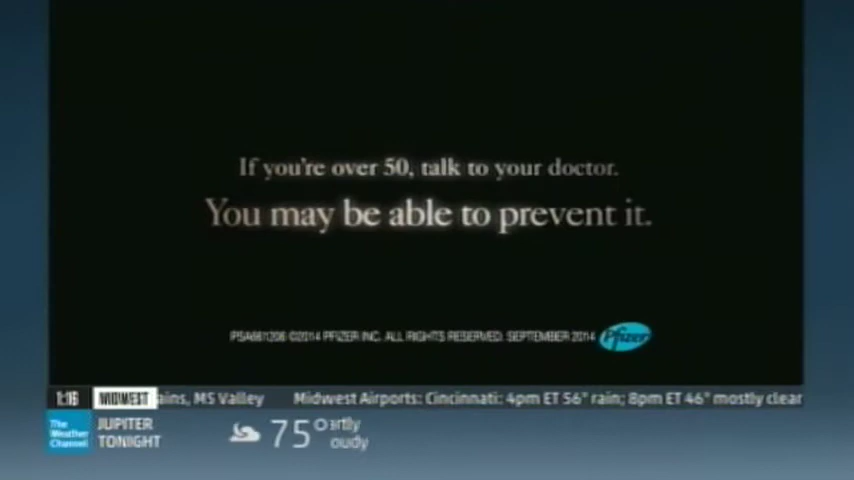 If you're over 50, talk to your doctor.
You may be able to prevent it.
©2014 PFIZER INC. ALL RIGHTS RESERVED. SEPTEMBER 2014 Pfizer
1:16 MIDWEST ains, MS Valley Midwest Airports: Cincinnati: 4pm ET 56° rain; 8pm ET 46° mostly clear
The Weather Channel
JUPITER
TONIGHT
75° artly
oudy